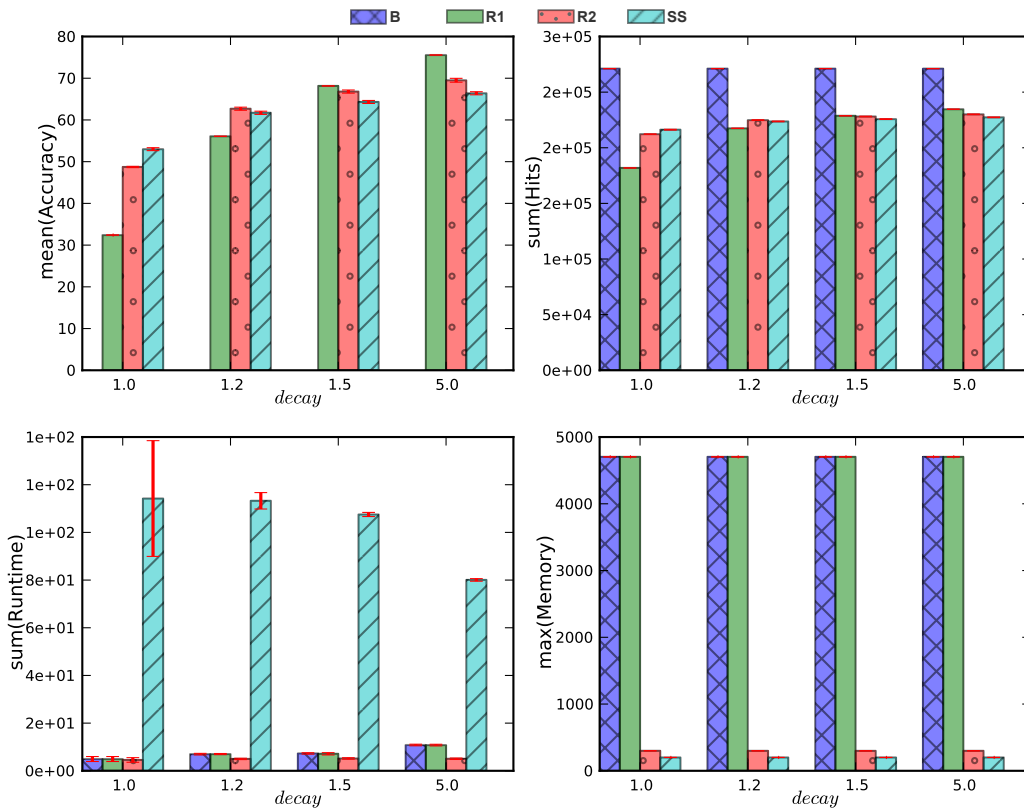 B R1 R2 SS
80
70
60
50
40
30
20
10
0
mean(Accuracy)
1.0 1.2 1.5 5.0
decay
3e+05
2e+05
2e+05
2e+05
1e+05
5e+04
0e+00
sum(Hits)
1.0 1.2 1.5 5.0
decay
1e+02
1e+02
1e+02
8e+01
6e+01
4e+01
2e+01
0e+00
sum(Runtime)
1.0 1.2 1.5 5.0
decay
5000
4000
3000
2000
1000
0
max(Memory)
1.0 1.2 1.5 5.0
decay